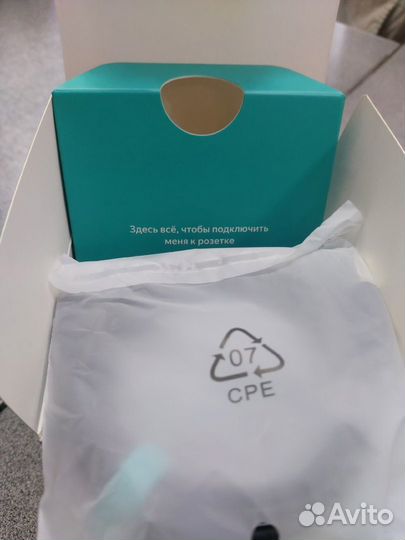 Здесь всё, чтобы подключить
меня к розетке
07
CPE
Avito